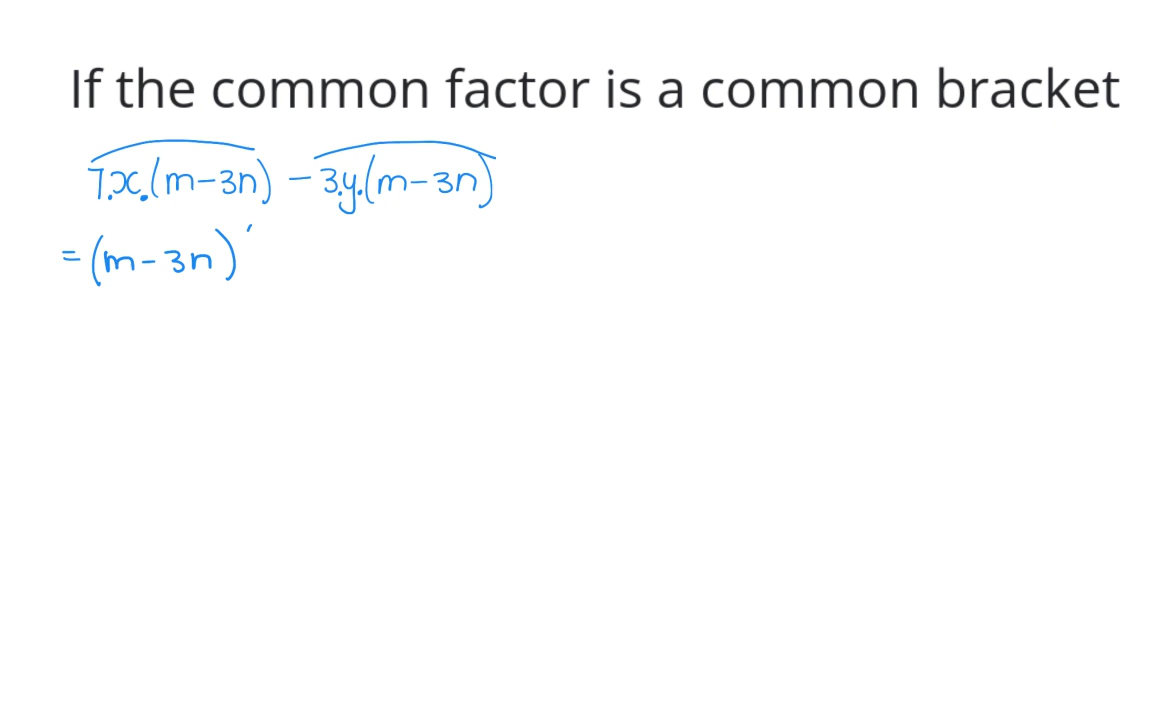 If the common factor is a common bracket
7.x.(m-3n) - 3.y.(m-3n)
= (m-3n)